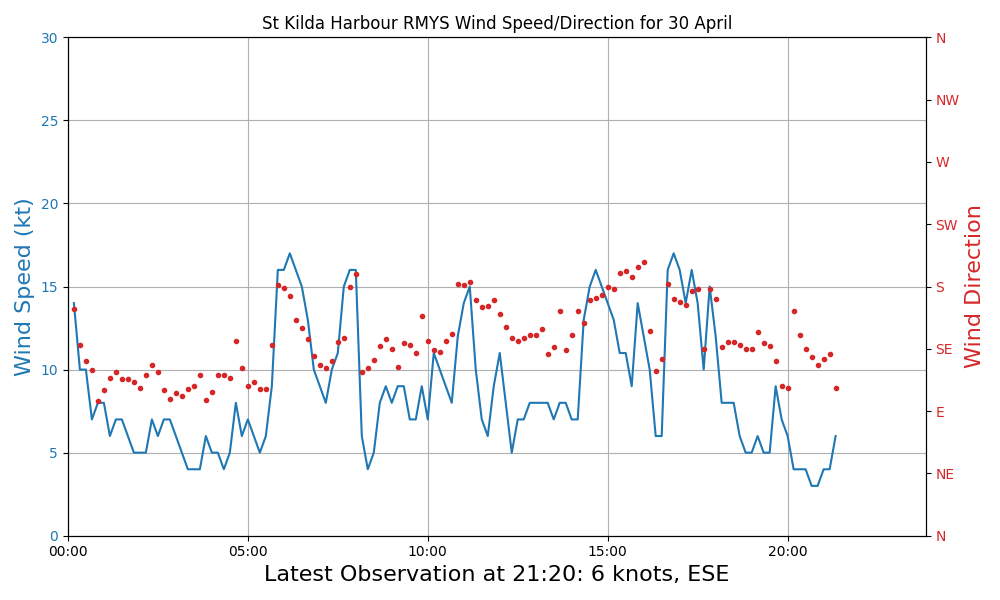 St Kilda Harbour RMYS Wind Speed/Direction for 30 April
Wind Speed (kt)
30
25
20
15
10
5
0
00:00
05:00
10:00
15:00
20:00
N
NW
W
SW
S
SE
E
NE
N
Wind Direction
Latest Observation at 21:20: 6 knots, ESE